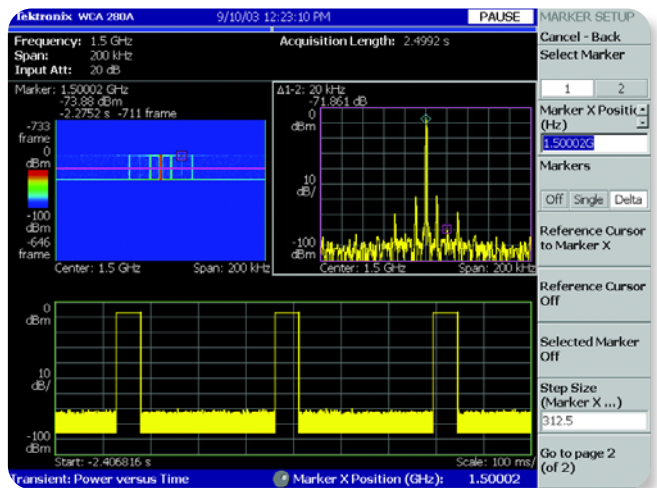 Tektronix WCA 280A 9/10/03 12:23:10 PM PAUSE
Frequency: 1.5 GHz
Span: 200 kHz
Input Att: 20 dB
Acquisition Length: 2.4992 s
Marker: 1.50002 GHz
-73.88 dBm
-2.2752 s -711 frame
-733
frame
0
dBm
-100
dBm
-646
frame
Center: 1.5 GHz Span: 200 kHz
Δ1-2: 20 kHz
-71.861 dB
0
dBm
10
dB/
-100
dBm
Center: 1.5 GHz Span: 200 kHz
0
dBm
10
dB/
-100
dBm
Start: -2.406816 s Scale: 100 ms/
Transient: Power versus Time Marker X Position (GHz): 1.50002
MARKER SETUP
Cancel - Back
Select Marker
1 2
Marker X Positic
(Hz)
1.50002G
Markers
Off Single Delta
Reference Cursor
to Marker X
Reference Cursor
Off
Selected Marker
Off
Step Size
(Marker X ...)
312.5
Go to page 2
(of 2)